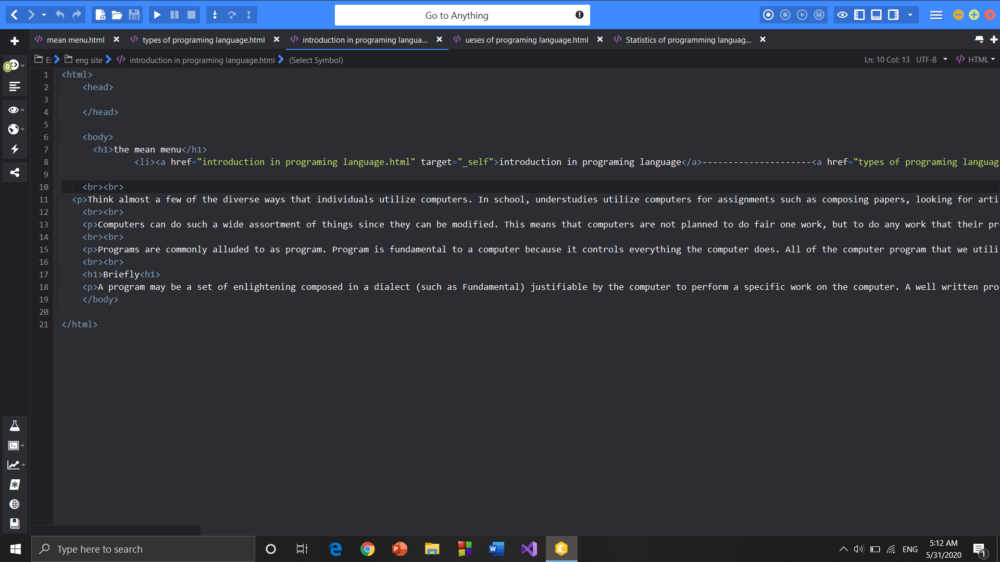 Go to Anything
mean menu.html
types of programing language.html
introduction in programing langua...
ueses of programing language.html
Statistics of programming languag...
E:
eng site
introduction in programing language.html
(Select Symbol)
Ln: 10 Col: 13
UTF-8
HTML
0
1 <html>
2 <head>
3
4 </head>
5
6 <body>
7 <h1>the mean menu</h1>
8 <li><a href="introduction in programing language.html" target="_self">introduction in programing language</a>---------------------<a href="types of programing languag
9
10 <br><br>
11 <p>Think almost a few of the diverse ways that individuals utilize computers. In school, understudies utilize computers for assignments such as composing papers, looking for arti
12 <br><br>
13 <p>Computers can do such a wide assortment of things since they can be modified. This means that computers are not planned to do fair one work, but to do any work that their pr
14 <br><br>
15 <p>Programs are commonly alluded to as program. Program is fundamental to a computer because it controls everything the computer does. All of the computer program that we utili
16 <br><br>
17 <h1>Briefly<h1>
18 <p>A program may be a set of enlightening composed in a dialect (such as Fundamental) justifiable by the computer to perform a specific work on the computer. A well written pro
19 </body>
20
21 </html>
Type here to search
ENG
5:12 AM
5/31/2020
1